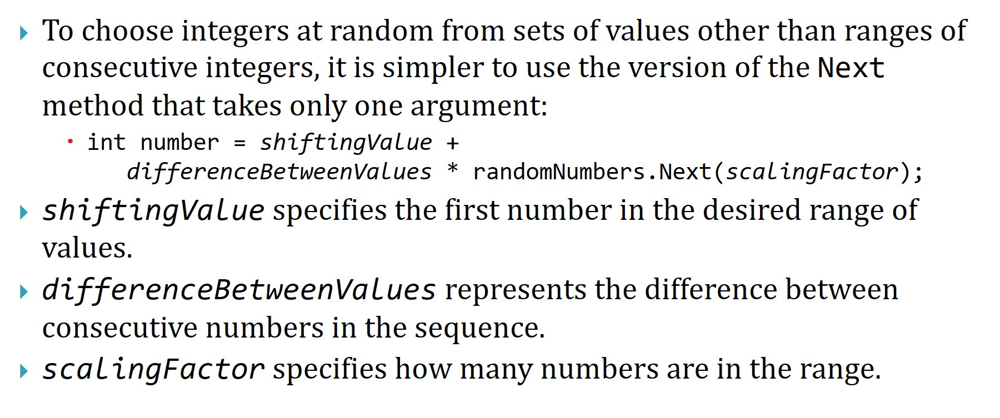 To choose integers at random from sets of values other than ranges of
consecutive integers, it is simpler to use the version of the Next
method that takes only one argument:
int number = shiftingValue +
differenceBetweenValues * randomNumbers.Next(scalingFactor);
shiftingValue specifies the first number in the desired range of
values.
differenceBetweenValues represents the difference between
consecutive numbers in the sequence.
scalingFactor specifies how many numbers are in the range.